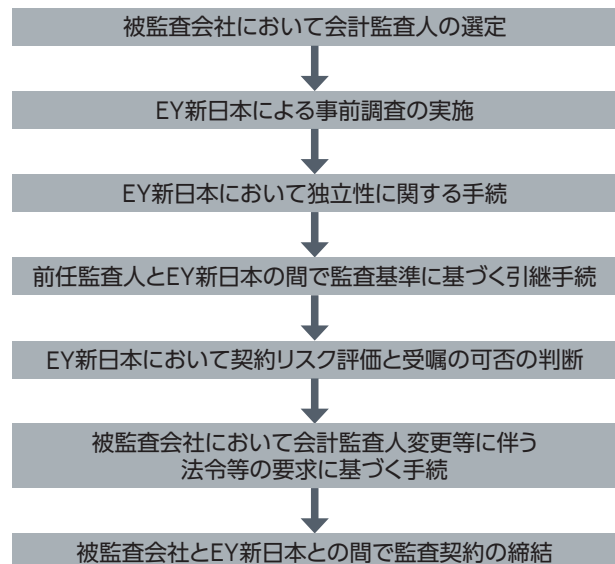 被監査会社において会計監査人の選定
EY新日本による事前調査の実施
EY新日本において独立性に関する手続
前任監査人とEY新日本の間で監査基準に基づく引継手続
EY新日本において契約リスク評価と受嘱の可否の判断
被監査会社において会計監査人変更等に伴う
法令等の要求に基づく手続
被監査会社とEY新日本との間で監査契約の締結